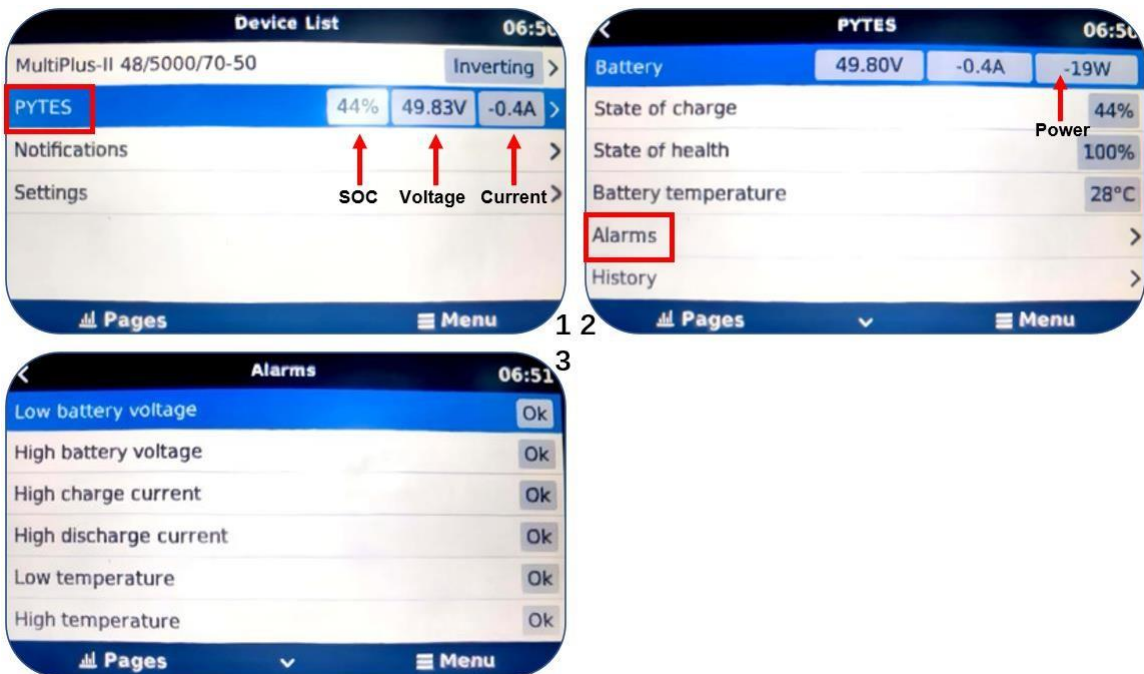 Device List 06:50
MultiPlus-II 48/5000/70-50 Inverting
PYTES 44% 49.83V -0.4A
Notifications
Settings
SOC Voltage Current
Pages Menu
1
PYTES 06:50
Battery 49.80V -0.4A -19W
State of charge 44%
Power
State of health 100%
Battery temperature 28°C
Alarms
History
Pages Menu
2
Alarms 06:51
Low battery voltage Ok
High battery voltage Ok
High charge current Ok
High discharge current Ok
Low temperature Ok
High temperature Ok
Pages Menu
3